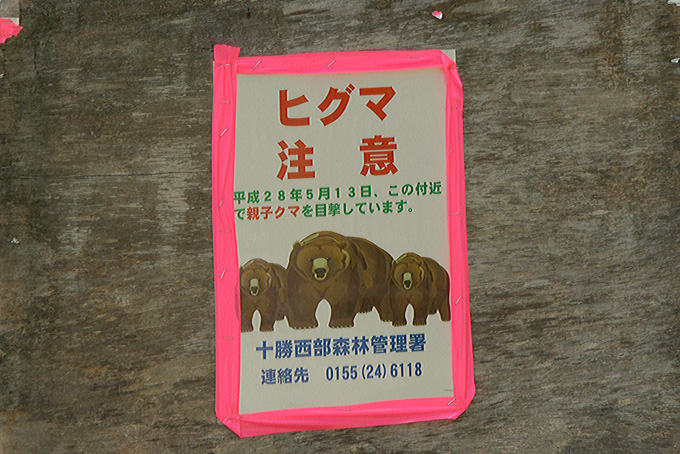 ヒグマ
注　意
平成２８年５月１３日、この付近
で親子クマを目撃しています。
十勝西部森林管理署
連絡先　0155(24)6118